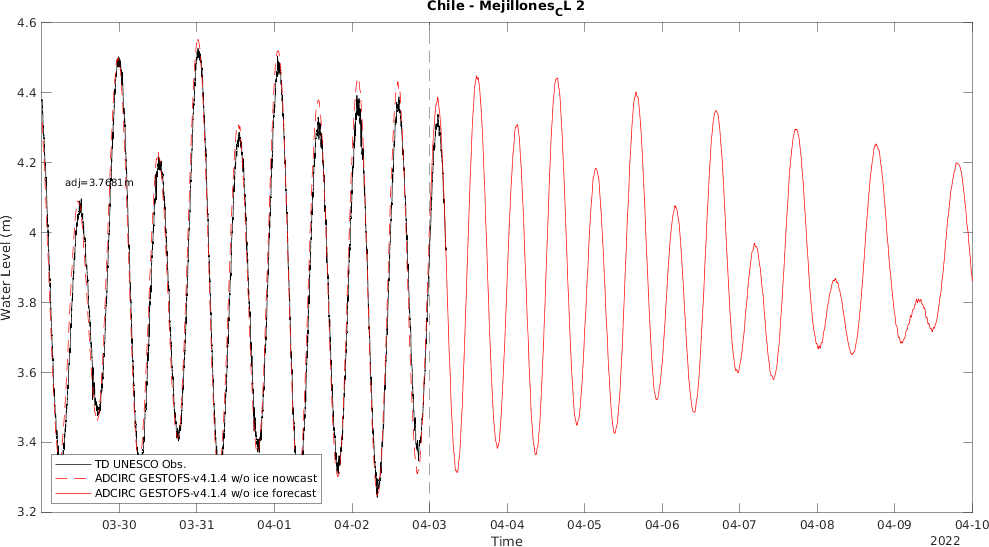 Chile - Mejillones_CL 2
4.6
4.4
4.2
4
3.8
3.6
3.4
3.2
Water Level (m)
adj=3.7681m
TD UNESCO Obs.
ADCIRC GESTOFS-v4.1.4 w/o ice nowcast
ADCIRC GESTOFS-v4.1.4 w/o ice forecast
03-30 03-31 04-01 04-02 04-03 04-04 04-05 04-06 04-07 04-08 04-09 04-10
Time
2022